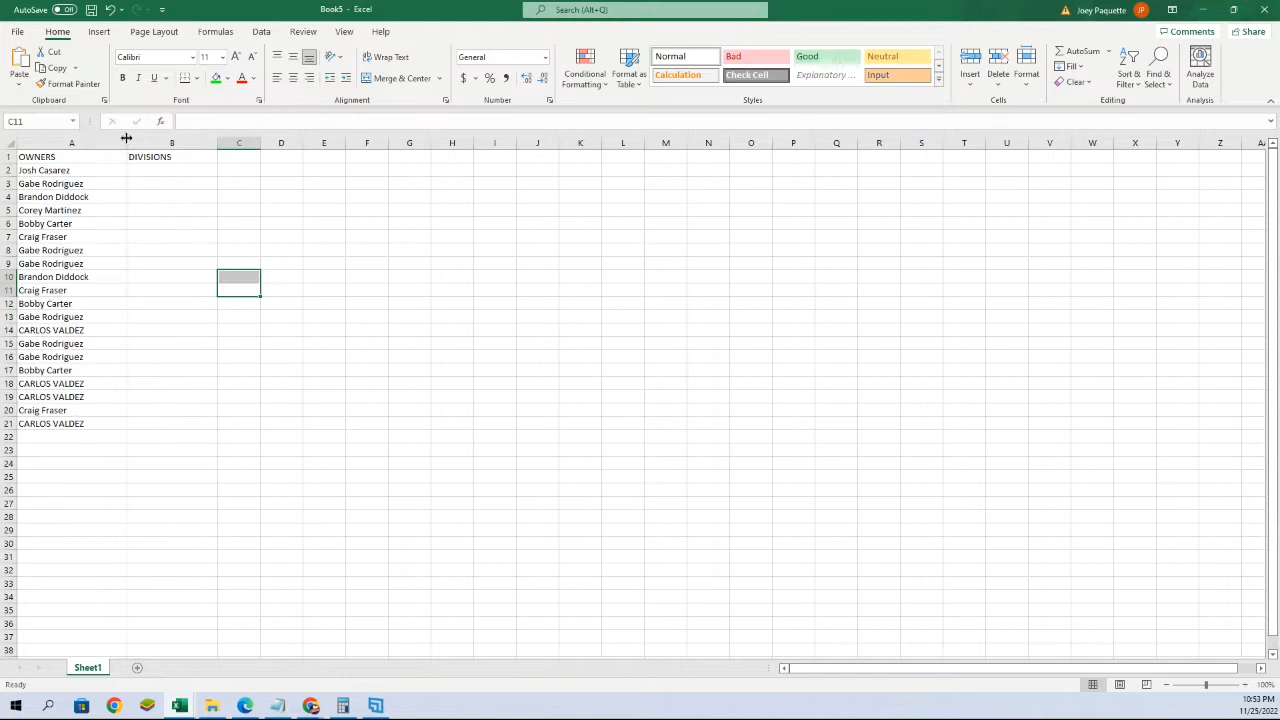 AutoSave Off Book5 - Excel Search (Alt+Q) Joey Paquette JP
File Home Insert Page Layout Formulas Data Review View Help Comments Share
Paste Cut Copy Format Painter Calibri 11 Wrap Text Merge & Center General Conditional Formatting Format as Table Normal Bad Good Neutral Calculation Check Cell Explanatory ... Input Insert Delete Format AutoSum Fill Clear Sort & Filter Find & Select Analyze Data
Clipboard Font Alignment Number Styles Cells Editing Analysis
C11 fx
A B C D E F G H I J K L M N O P Q R S T U V W X Y Z
1 OWNERS DIVISIONS
2 Josh Casarez
3 Gabe Rodriguez
4 Brandon Diddock
5 Corey Martinez
6 Bobby Carter
7 Craig Fraser
8 Gabe Rodriguez
9 Gabe Rodriguez
10 Brandon Diddock
11 Craig Fraser
12 Bobby Carter
13 Gabe Rodriguez
14 CARLOS VALDEZ
15 Gabe Rodriguez
16 Gabe Rodriguez
17 Bobby Carter
18 CARLOS VALDEZ
19 CARLOS VALDEZ
20 Craig Fraser
21 CARLOS VALDEZ
22
23
24
25
26
27
28
29
30
31
32
33
34
35
36
37
38
Sheet1
Ready 100%
10:53 PM
11/25/2022